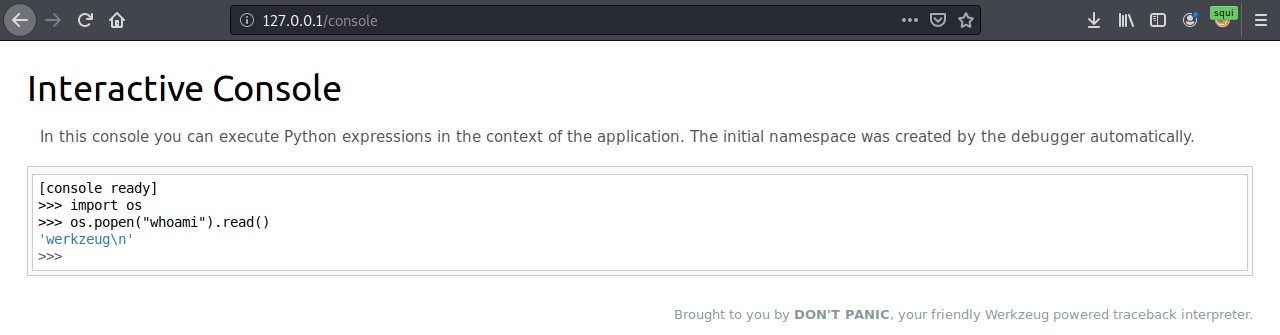 127.0.0.1/console
squi
Interactive Console
In this console you can execute Python expressions in the context of the application. The initial namespace was created by the debugger automatically.
[console ready]
>>> import os
>>> os.popen("whoami").read()
'werkzeug\n'
>>>
Brought to you by DON'T PANIC, your friendly Werkzeug powered traceback interpreter.